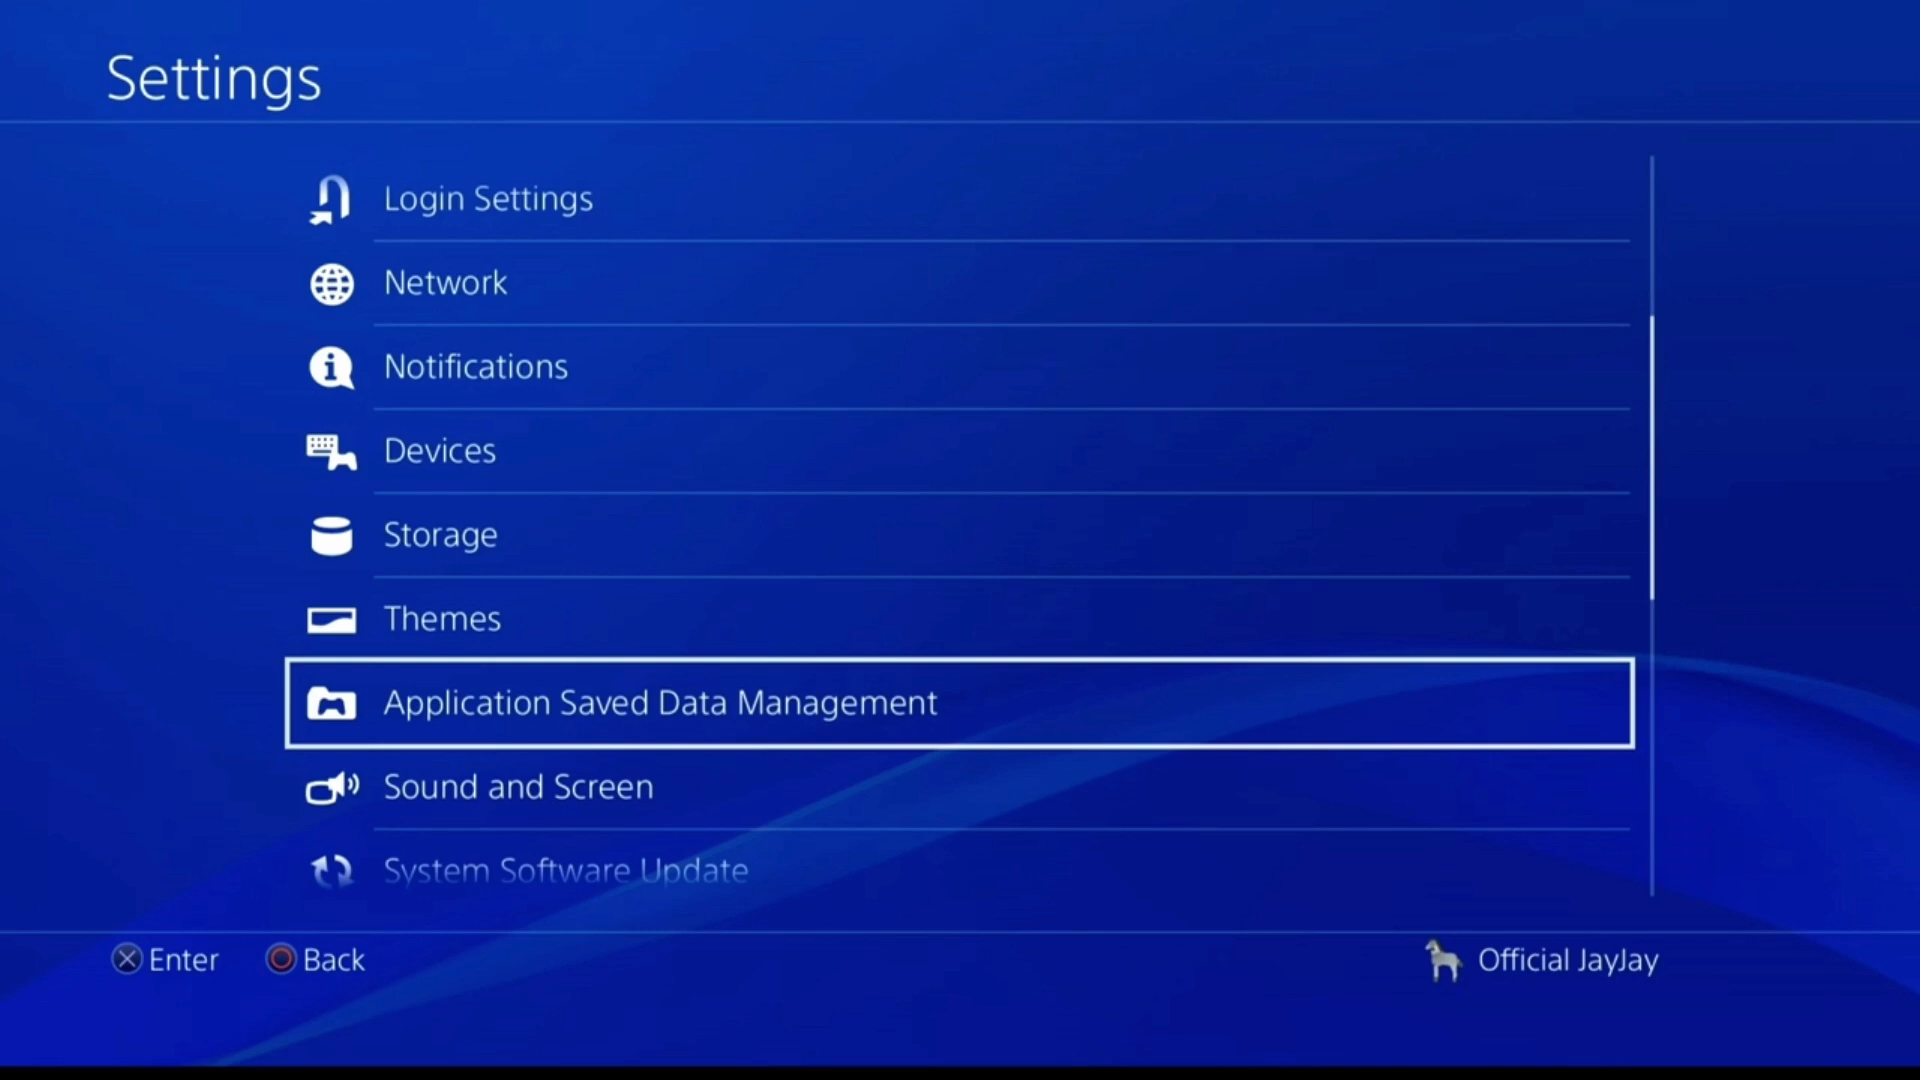 Settings
Login Settings
Network
Notifications
Devices
Storage
Themes
Application Saved Data Management
Sound and Screen
System Software Update
Enter Back Official JayJay